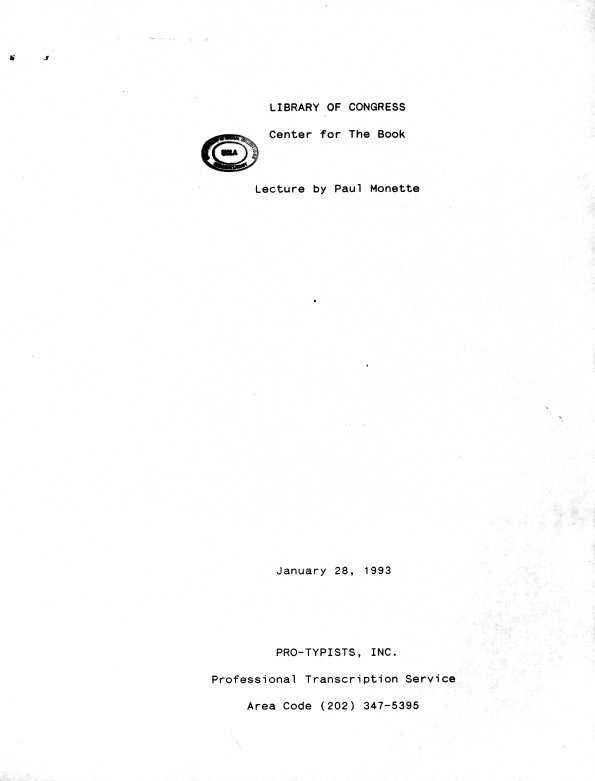 LIBRARY OF CONGRESS
Center for The Book
UCLA
Lecture by Paul Monette
January 28, 1993
PRO-TYPISTS, INC.
Professional Transcription Service
Area Code (202) 347-5395